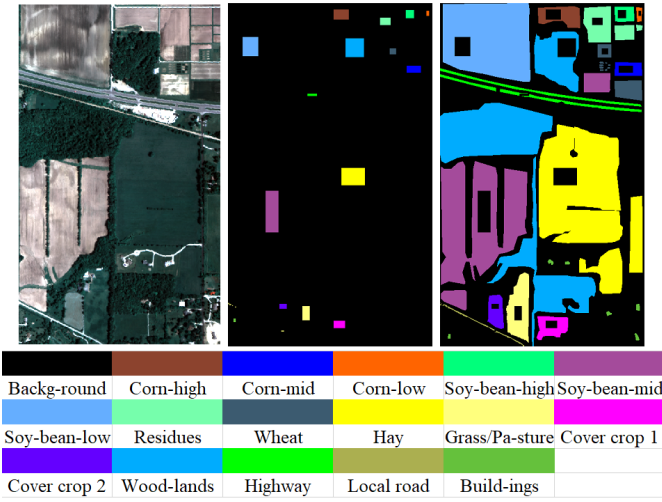 Backg-round Corn-high Corn-mid Corn-low Soy-bean-high Soy-bean-mid
Soy-bean-low Residues Wheat Hay Grass/Pa-sture Cover crop 1
Cover crop 2 Wood-lands Highway Local road Build-ings